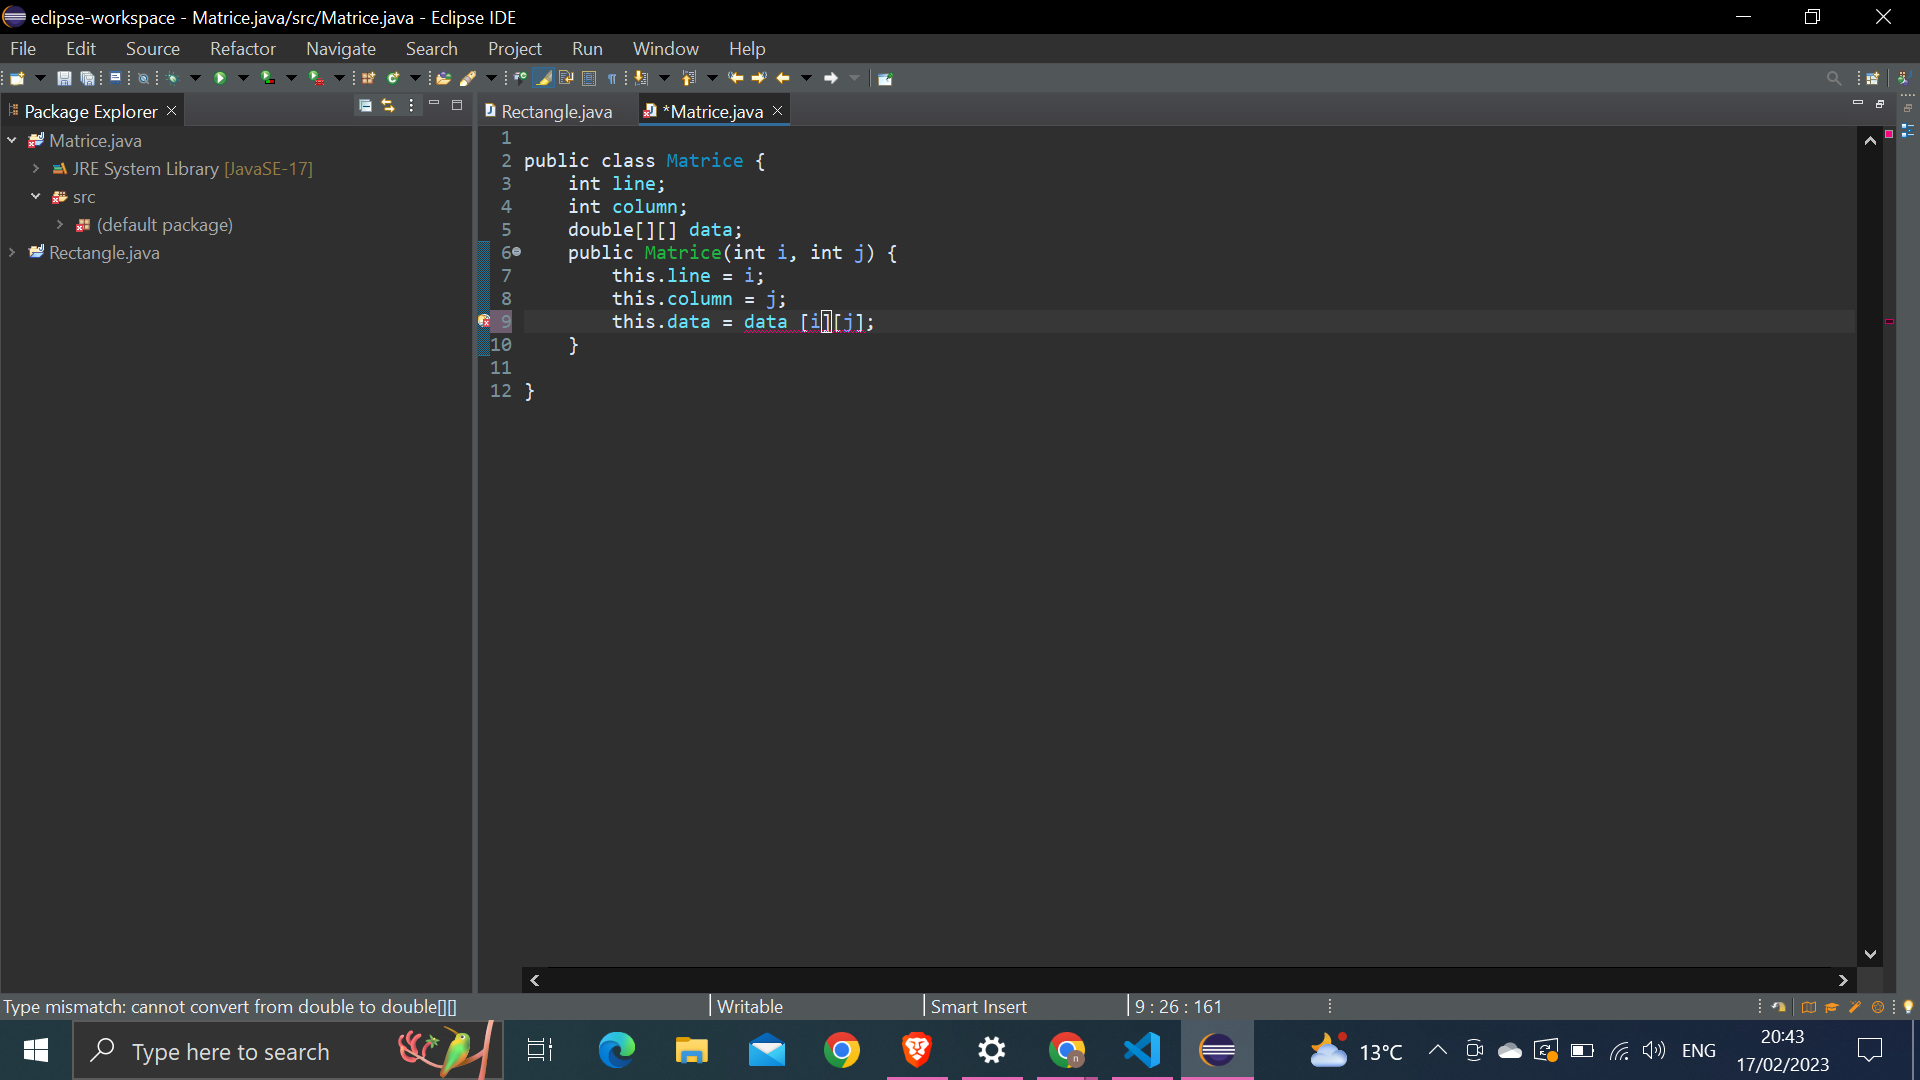 eclipse-workspace - Matrice.java/src/Matrice.java - Eclipse IDE
File Edit Source Refactor Navigate Search Project Run Window Help
Package Explorer
Matrice.java
JRE System Library [JavaSE-17]
src
(default package)
Rectangle.java
Rectangle.java *Matrice.java
1
2 public class Matrice {
3 int line;
4 int column;
5 double[][] data;
6 public Matrice(int i, int j) {
7 this.line = i;
8 this.column = j;
9 this.data = data [i][j];
10 }
11
12 }
Type mismatch: cannot convert from double to double[][] Writable Smart Insert 9 : 26 : 161
Type here to search 13°C ENG 20:43
17/02/2023